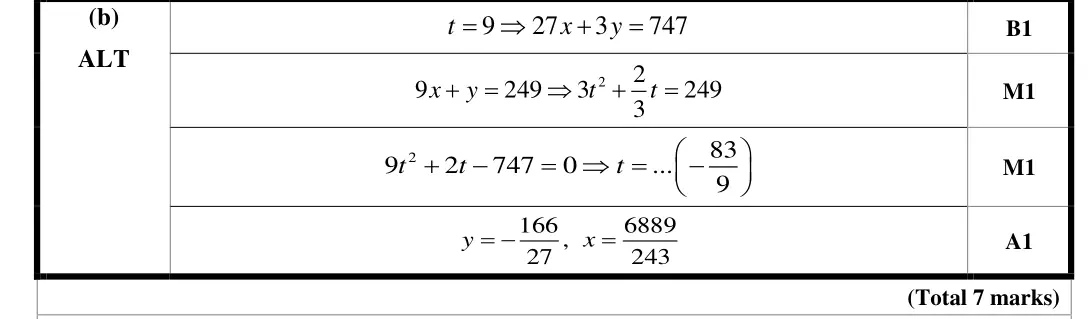 (b)
ALT
t = 9 ⇒ 27x + 3y = 747
B1
9x + y = 249 ⇒ 3t² + 2/3 t = 249
M1
9t² + 2t − 747 = 0 ⇒ t = ...(−83/9)
M1
y = −166/27, x = 6889/243
A1
(Total 7 marks)